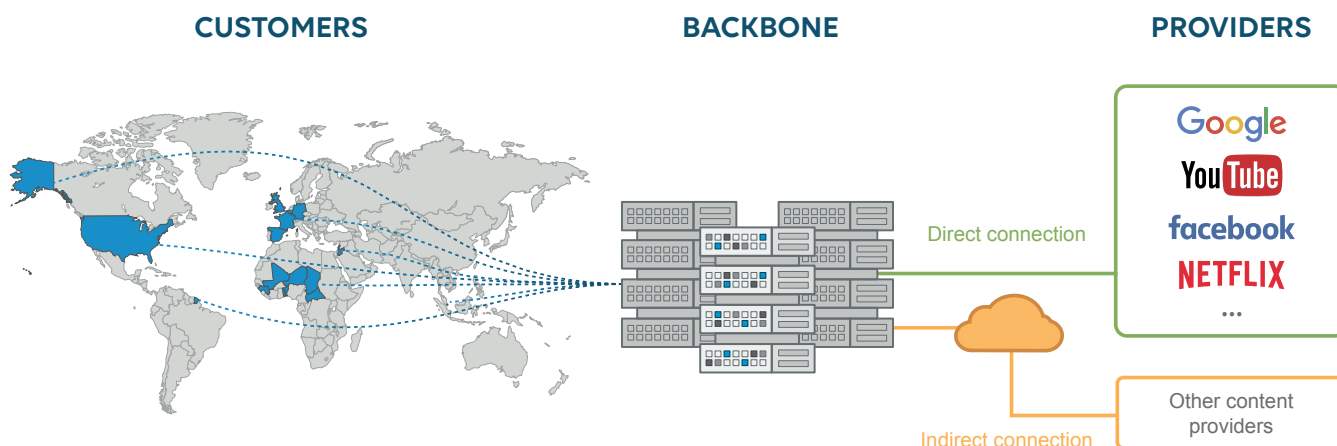 CUSTOMERS
BACKBONE
PROVIDERS
Google
YouTube
Direct connection
facebook
NETFLIX
...
Other content
providers
Indirect connection